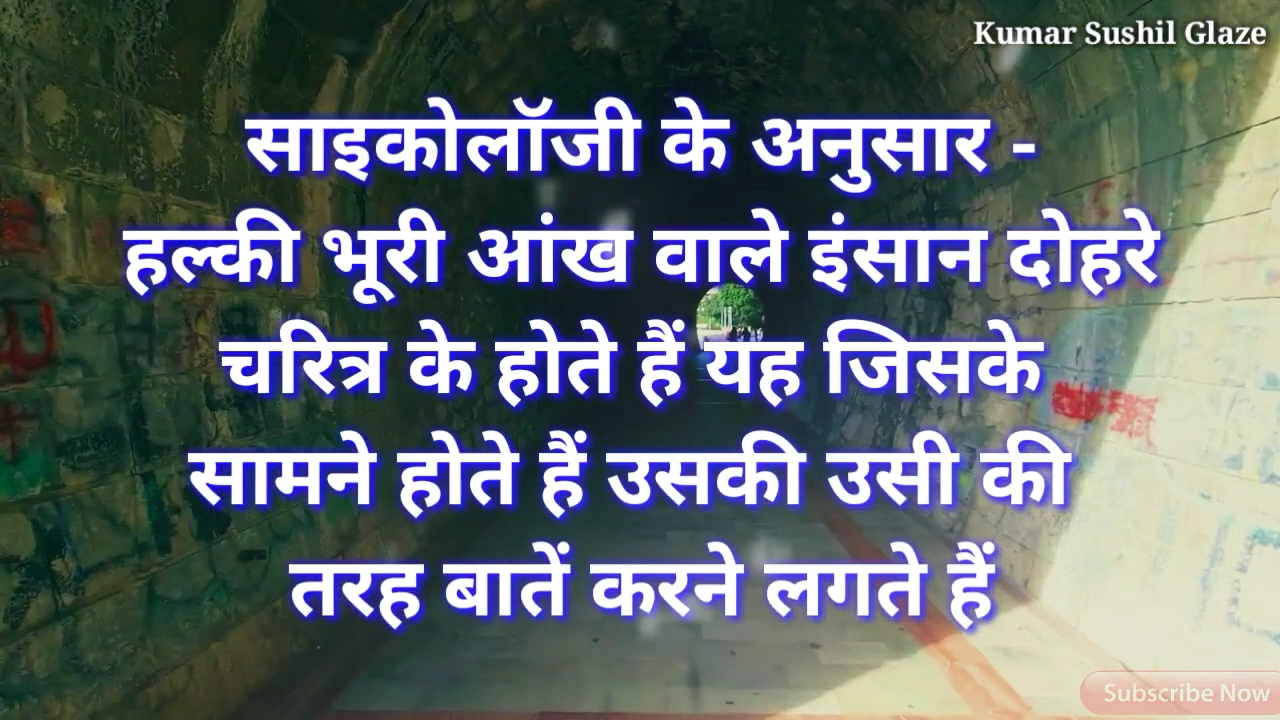 Kumar Sushil Glaze
साइकोलॉजी के अनुसार -
हल्की भूरी आंख वाले इंसान दोहरे
चरित्र के होते हैं यह जिसके
सामने होते हैं उसकी उसी की
तरह बातें करने लगते हैं
Subscribe Now